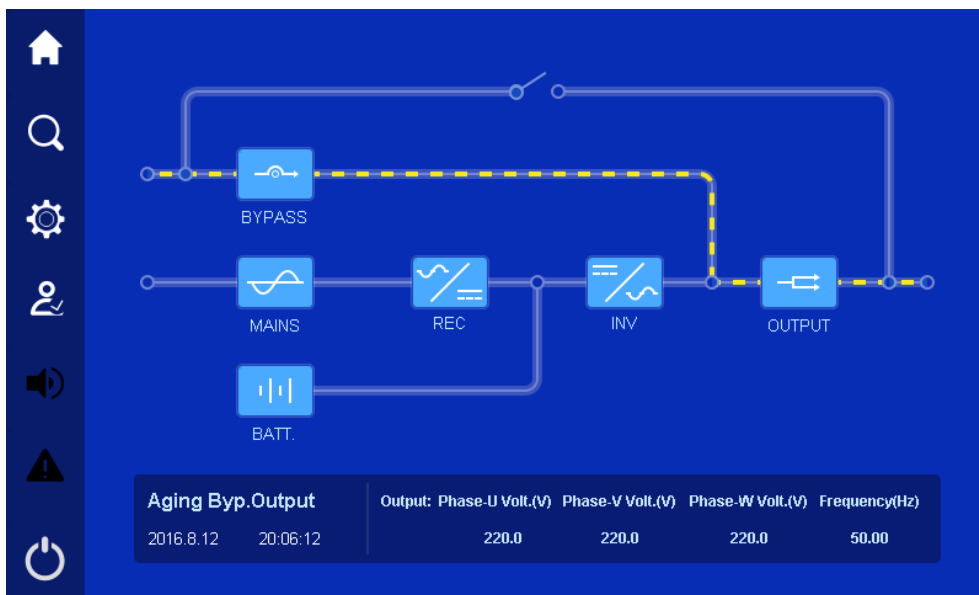 BYPASS
MAINS
REC
INV
OUTPUT
BATT.
Aging Byp.Output
2016.8.12 20:06:12
Output: Phase-U Volt.(V) Phase-V Volt.(V) Phase-W Volt.(V) Frequency(Hz)
220.0 220.0 220.0 50.00